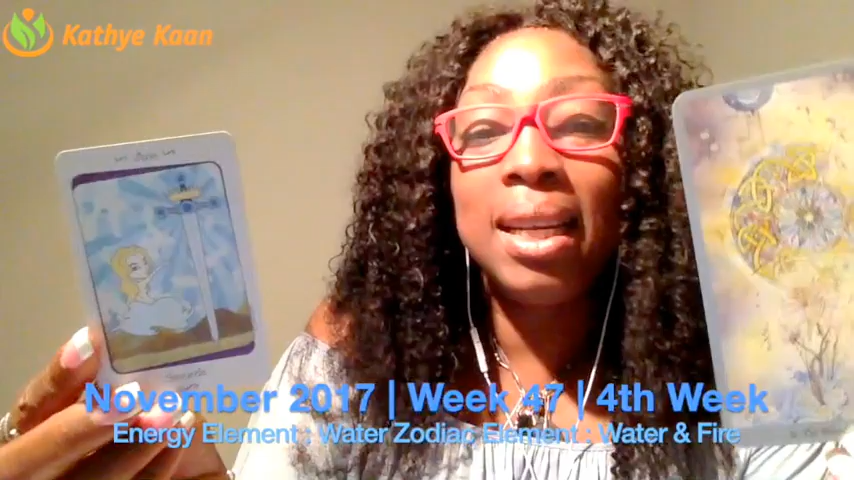 Kathye Kaan
November 2017 | Week 47 | 4th Week
Energy Element : Water Zodiac Element : Water & Fire